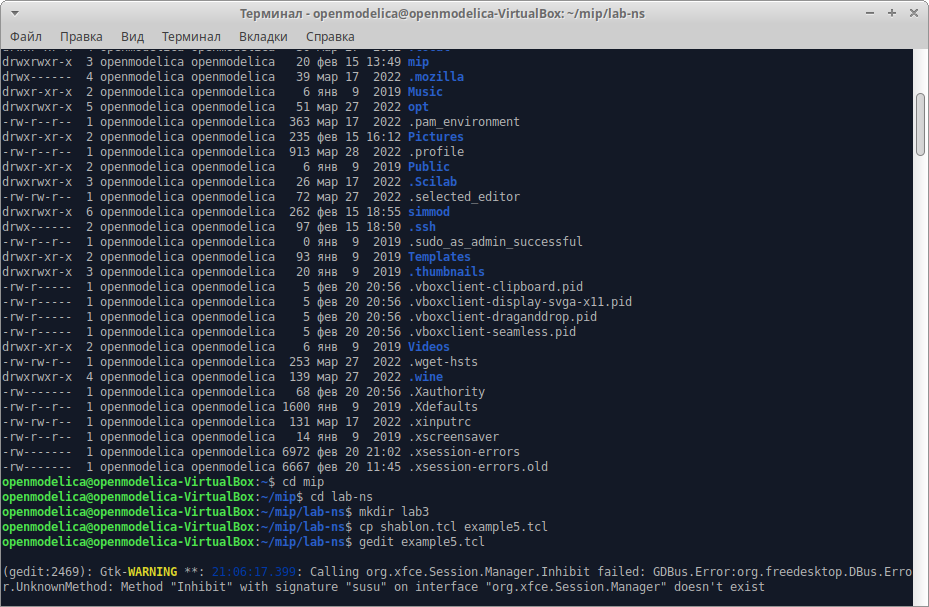 Терминал - openmodelica@openmodelica-VirtualBox: ~/mip/lab-ns
Файл Правка Вид Терминал Вкладки Справка
drwxrwxr-x 3 openmodelica openmodelica 20 фев 15 13:49 mip
drwx------ 4 openmodelica openmodelica 39 мар 17 2022 .mozilla
drwxr-xr-x 2 openmodelica openmodelica 6 янв 9 2019 Music
drwxrwxr-x 5 openmodelica openmodelica 51 мар 27 2022 opt
-rw-r--r-- 1 openmodelica openmodelica 363 мар 17 2022 .pam_environment
drwxr-xr-x 2 openmodelica openmodelica 235 фев 15 16:12 Pictures
-rw-r--r-- 1 openmodelica openmodelica 913 мар 28 2022 .profile
drwxr-xr-x 2 openmodelica openmodelica 6 янв 9 2019 Public
drwxrwxr-x 3 openmodelica openmodelica 26 мар 17 2022 .Scilab
-rw-rw-r-- 1 openmodelica openmodelica 72 мар 27 2022 .selected_editor
drwxrwxr-x 6 openmodelica openmodelica 262 фев 15 18:55 simmod
drwx------ 2 openmodelica openmodelica 97 фев 15 18:50 .ssh
-rw-r--r-- 1 openmodelica openmodelica 0 янв 9 2019 .sudo_as_admin_successful
drwxr-xr-x 2 openmodelica openmodelica 93 янв 9 2019 Templates
drwxrwxr-x 3 openmodelica openmodelica 20 янв 9 2019 .thumbnails
-rw-r----- 1 openmodelica openmodelica 5 фев 20 20:56 .vboxclient-clipboard.pid
-rw-r----- 1 openmodelica openmodelica 5 фев 20 20:56 .vboxclient-display-svga-x11.pid
-rw-r----- 1 openmodelica openmodelica 5 фев 20 20:56 .vboxclient-draganddrop.pid
-rw-r----- 1 openmodelica openmodelica 5 фев 20 20:56 .vboxclient-seamless.pid
drwxr-xr-x 2 openmodelica openmodelica 6 янв 9 2019 Videos
-rw-rw-r-- 1 openmodelica openmodelica 253 мар 27 2022 .wget-hsts
drwxrwxr-x 4 openmodelica openmodelica 139 мар 27 2022 .wine
-rw------- 1 openmodelica openmodelica 68 фев 20 20:56 .Xauthority
-rw-r--r-- 1 openmodelica openmodelica 1600 янв 9 2019 .Xdefaults
-rw-rw-r-- 1 openmodelica openmodelica 131 мар 17 2022 .xinputrc
-rw-r--r-- 1 openmodelica openmodelica 14 янв 9 2019 .xscreensaver
-rw------- 1 openmodelica openmodelica 6972 фев 20 21:02 .xsession-errors
-rw------- 1 openmodelica openmodelica 6667 фев 20 11:45 .xsession-errors.old
openmodelica@openmodelica-VirtualBox:~$ cd mip
openmodelica@openmodelica-VirtualBox:~/mip$ cd lab-ns
openmodelica@openmodelica-VirtualBox:~/mip/lab-ns$ mkdir lab3
openmodelica@openmodelica-VirtualBox:~/mip/lab-ns$ cp shablon.tcl example5.tcl
openmodelica@openmodelica-VirtualBox:~/mip/lab-ns$ gedit example5.tcl
(gedit:2469): Gtk-WARNING **: 21:06:17.399: Calling org.xfce.Session.Manager.Inhibit failed: GDBus.Error:org.freedesktop.DBus.Erro
r.UnknownMethod: Method "Inhibit" with signature "susu" on interface "org.xfce.Session.Manager" doesn't exist